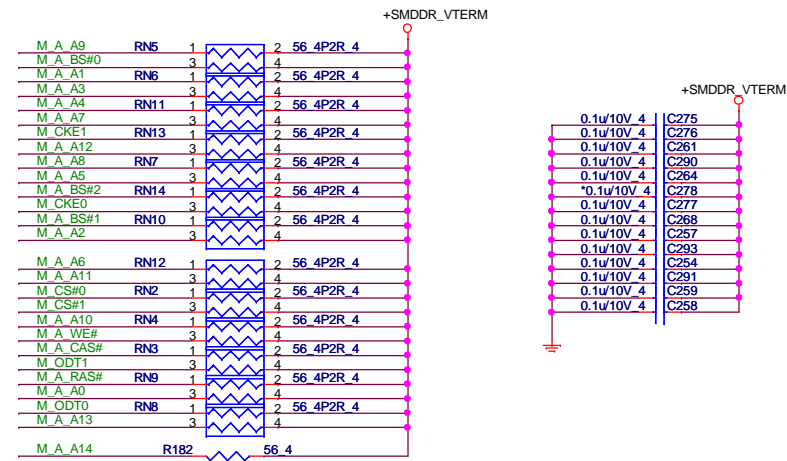 +SMDDR_VTERM
M_A_A9 RN5 1 2 56_4P2R_4
M_A_BS#0 3 4
M_A_A1 RN6 1 2 56_4P2R_4
M_A_A3 3 4
M_A_A4 RN11 1 2 56_4P2R_4
M_A_A7 3 4
M_CKE1 RN13 1 2 56_4P2R_4
M_A_A12 3 4
M_A_A8 RN7 1 2 56_4P2R_4
M_A_A5 3 4
M_A_BS#2 RN14 1 2 56_4P2R_4
M_CKE0 3 4
M_A_BS#1 RN10 1 2 56_4P2R_4
M_A_A2 3 4
M_A_A6 RN12 1 2 56_4P2R_4
M_A_A11 3 4
M_CS#0 RN2 1 2 56_4P2R_4
M_CS#1 3 4
M_A_A10 RN4 1 2 56_4P2R_4
M_A_WE# 3 4
M_A_CAS# RN3 1 2 56_4P2R_4
M_ODT1 3 4
M_A_RAS# RN9 1 2 56_4P2R_4
M_A_A0 3 4
M_ODT0 RN8 1 2 56_4P2R_4
M_A_A13 3 4
M_A_A14 R182 56_4
+SMDDR_VTERM
0.1u/10V_4 C275
0.1u/10V_4 C276
0.1u/10V_4 C261
0.1u/10V_4 C290
0.1u/10V_4 C264
*0.1u/10V_4 C278
0.1u/10V_4 C277
0.1u/10V_4 C268
0.1u/10V_4 C257
0.1u/10V_4 C293
0.1u/10V_4 C254
0.1u/10V_4 C291
0.1u/10V_4 C259
0.1u/10V_4 C258